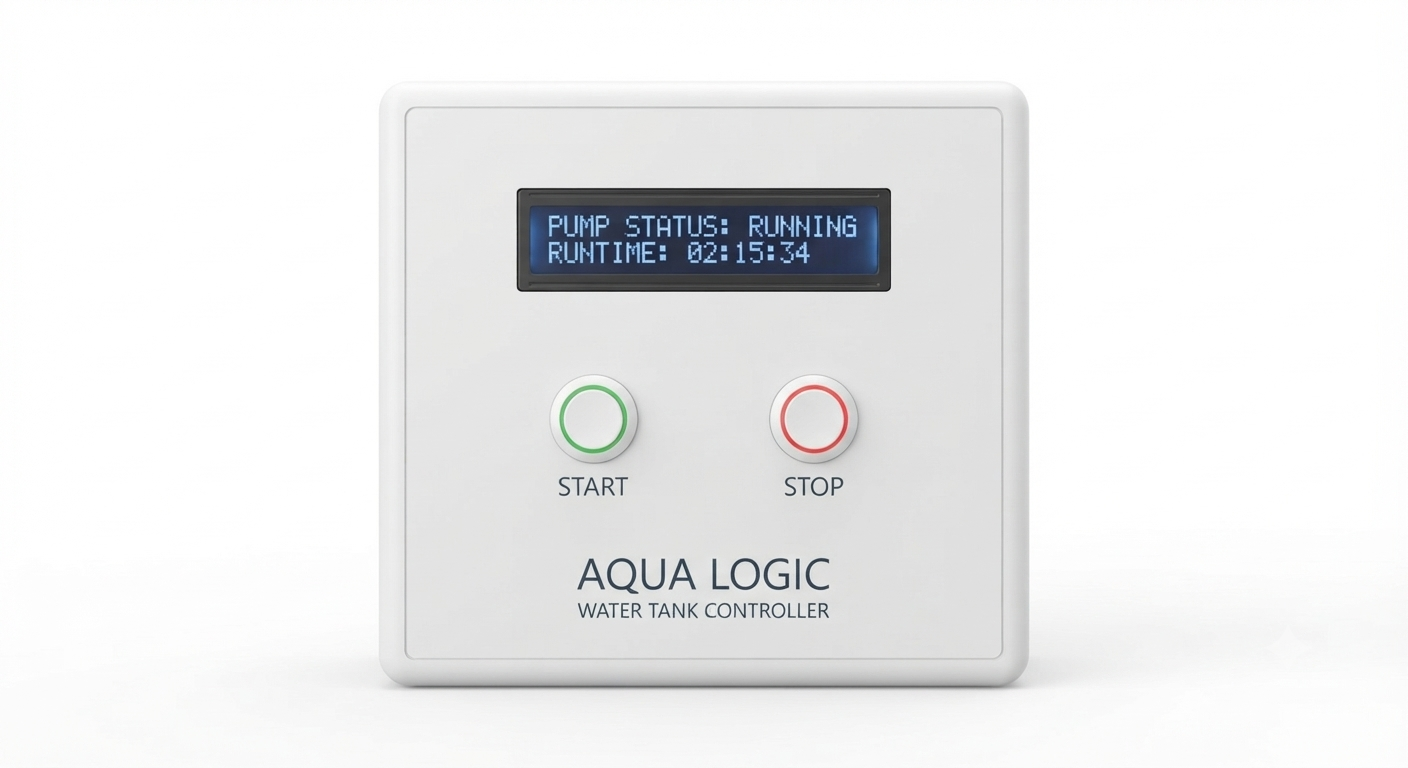 PUMP STATUS: RUNNING
RUNTIME: 02:15:34
START
STOP
AQUA LOGIC
WATER TANK CONTROLLER